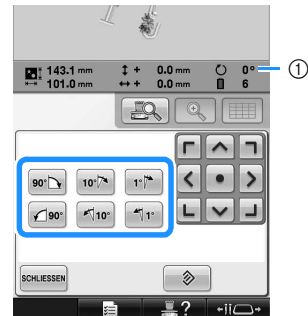 143.1 mm + 0.0 mm 0°
101.0 mm + 0.0 mm 6
①
90° 10° 1°
90° 10° 1°
SCHLIESSEN
?